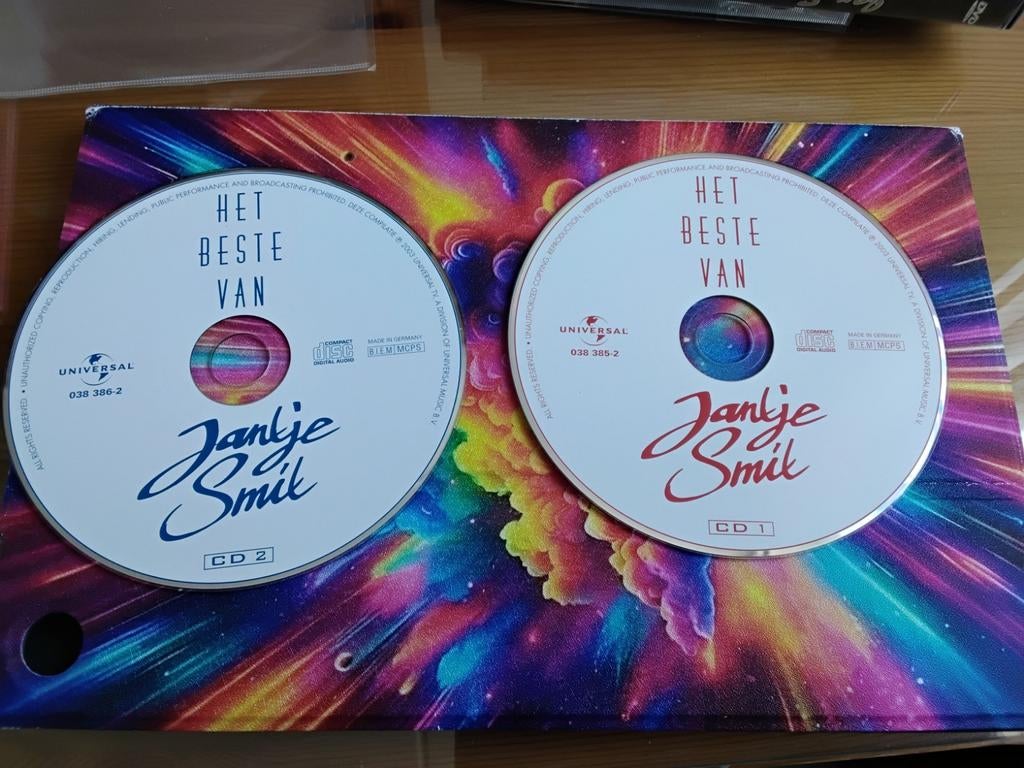 HET
BESTE
VAN
UNIVERSAL
038 386-2
COMPACT
disc
DIGITAL AUDIO
MADE IN GERMANY
B.I.E.M MCPS
Jantje
Smit
CD 2
ALL RIGHTS RESERVED. • UNAUTHORIZED COPYING, REPRODUCTION, HIRING, LENDING, PUBLIC PERFORMANCE AND BROADCASTING PROHIBITED. DEZE COMPILATIE ℗ 2003 UNIVERSAL TV, A DIVISION OF UNIVERSAL MUSIC B.V.
HET
BESTE
VAN
UNIVERSAL
038 385-2
COMPACT
disc
DIGITAL AUDIO
MADE IN GERMANY
B.I.E.M MCPS
Jantje
Smit
CD 1
ALL RIGHTS RESERVED. • UNAUTHORIZED COPYING, REPRODUCTION, HIRING, LENDING, PUBLIC PERFORMANCE AND BROADCASTING PROHIBITED. DEZE COMPILATIE ℗ 2003 UNIVERSAL TV, A DIVISION OF UNIVERSAL MUSIC B.V.
DVD